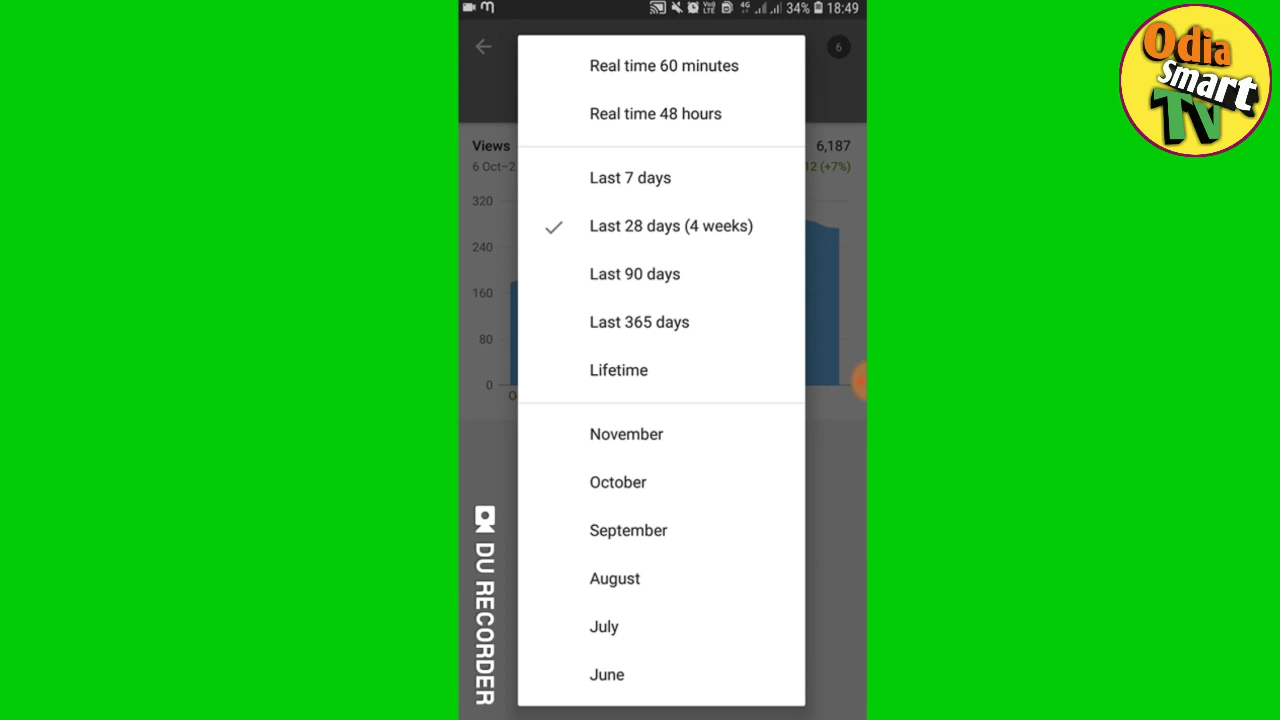 34% 18:49
6
Real time 60 minutes
Real time 48 hours
Views 6,187
6 Oct–2 12 (+7%)
Last 7 days
320
Last 28 days (4 weeks)
240
Last 90 days
160
Last 365 days
80
Lifetime
0
O
November
October
September
August
July
June
DU RECORDER
Odia
Smart
TV